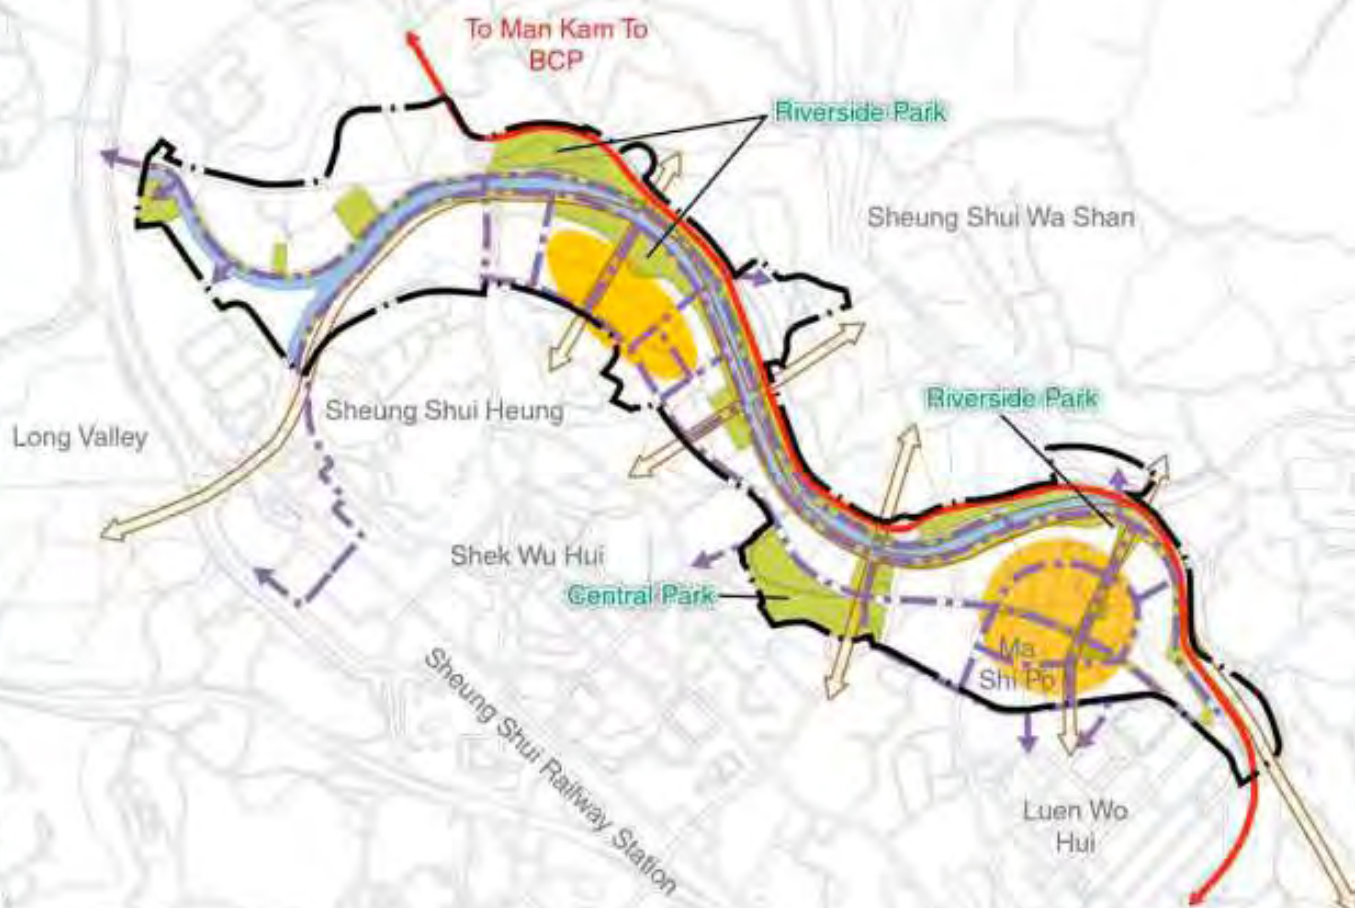 To Man Kam To
BCP
Riverside Park
Sheung Shui Wa Shan
Riverside Park
Sheung Shui Heung
Long Valley
Shek Wu Hui
Central Park
Ma
Shi Po
Sheung Shui Railway Station
Luen Wo
Hui